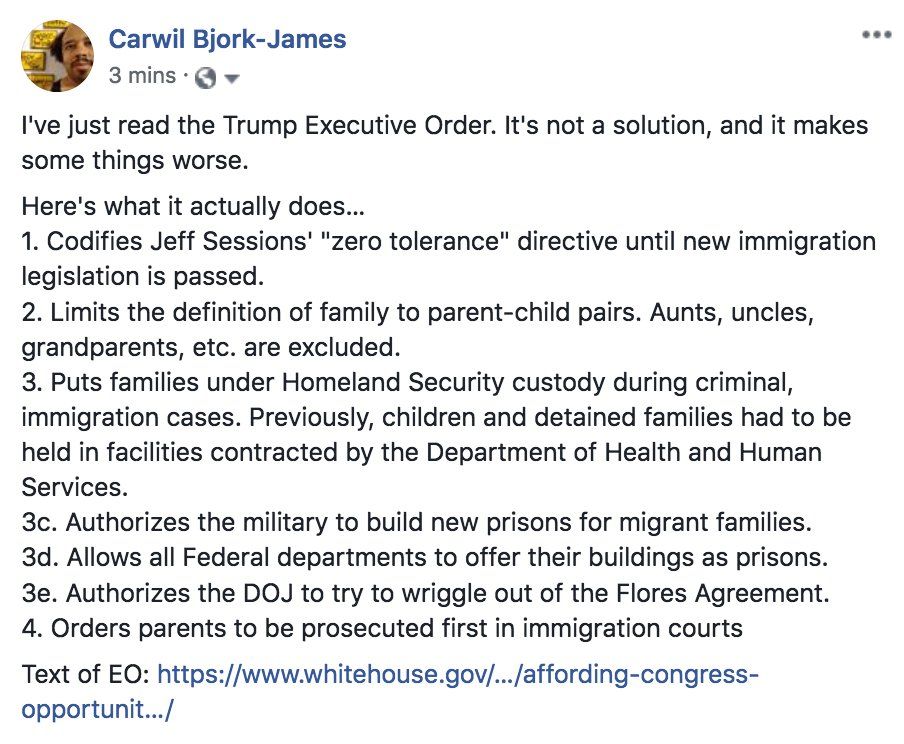 Carwil Bjork-James
3 mins ·
I've just read the Trump Executive Order. It's not a solution, and it makes
some things worse.
Here's what it actually does...
1. Codifies Jeff Sessions' "zero tolerance" directive until new immigration
legislation is passed.
2. Limits the definition of family to parent-child pairs. Aunts, uncles,
grandparents, etc. are excluded.
3. Puts families under Homeland Security custody during criminal,
immigration cases. Previously, children and detained families had to be
held in facilities contracted by the Department of Health and Human
Services.
3c. Authorizes the military to build new prisons for migrant families.
3d. Allows all Federal departments to offer their buildings as prisons.
3e. Authorizes the DOJ to try to wriggle out of the Flores Agreement.
4. Orders parents to be prosecuted first in immigration courts
Text of EO: https://www.whitehouse.gov/.../affording-congress-
opportunit.../